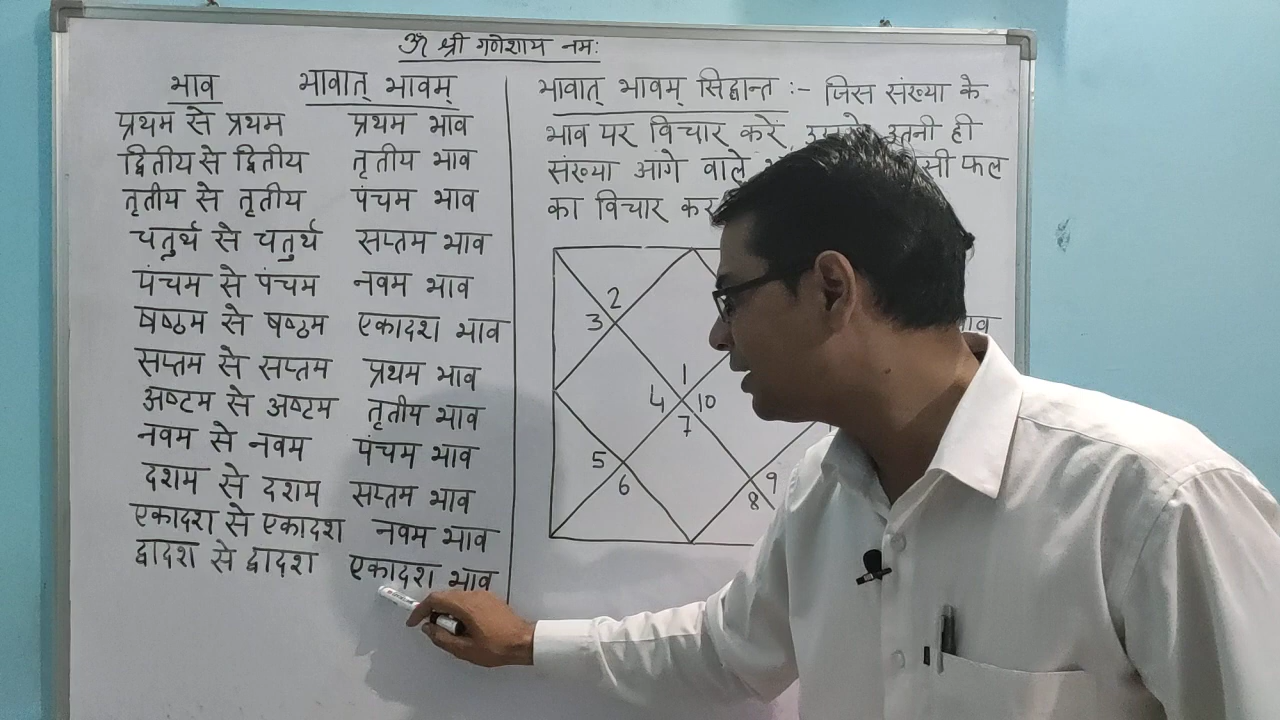 ॐ श्री गणेशाय नमः
भाव भावात् भावम्
प्रथम से प्रथम प्रथम भाव
द्वितीय से द्वितीय तृतीय भाव
तृतीय से तृतीय पंचम भाव
चतुर्थ से चतुर्थ सप्तम भाव
पंचम से पंचम नवम भाव
षष्ठम से षष्ठम एकादश भाव
सप्तम से सप्तम प्रथम भाव
अष्टम से अष्टम तृतीय भाव
नवम से नवम पंचम भाव
दशम से दशम सप्तम भाव
एकादश से एकादश नवम भाव
द्वादश से द्वादश एकादश भाव
भावात् भावम् सिद्धान्त :- जिस संख्या के
भाव पर विचार करें, उतनी ही
संख्या आगे वाले फल
का विचार
2
3
1
4 10
7
5
6
9
8